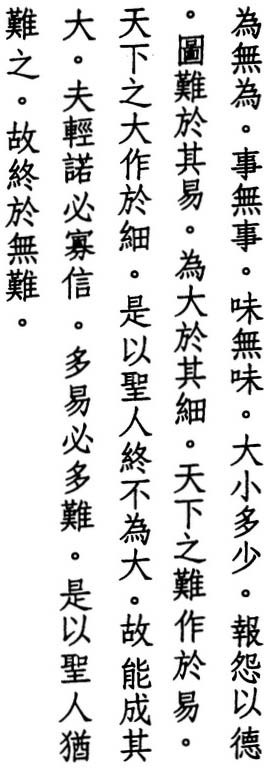 為無為。事無事。味無味。大小多少。報怨以德
。圖難於其易。為大於其細。天下之難作於易。
天下之大作於細。是以聖人終不為大。故能成其
大。夫輕諾必寡信。多易必多難。是以聖人猶
難之。故終於無難。